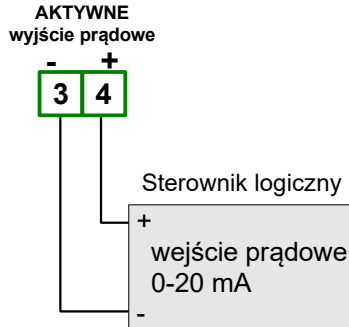 AKTYWNE
wyjście prądowe
- +
3 4
Sterownik logiczny
+
wejście prądowe
0-20 mA
-